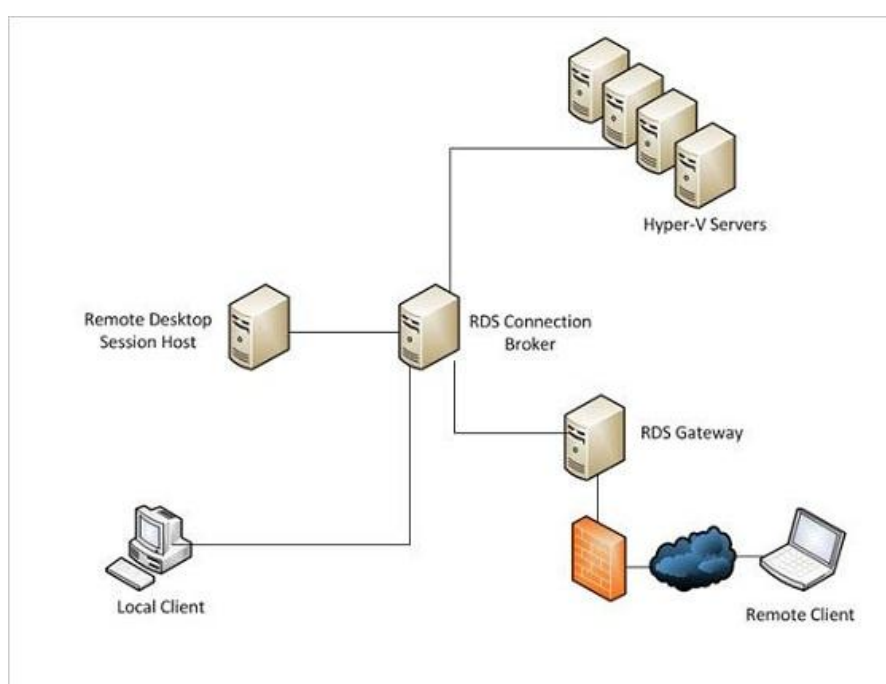 Hyper-V Servers
Remote Desktop
Session Host
RDS Connection
Broker
RDS Gateway
Local Client
Remote Client